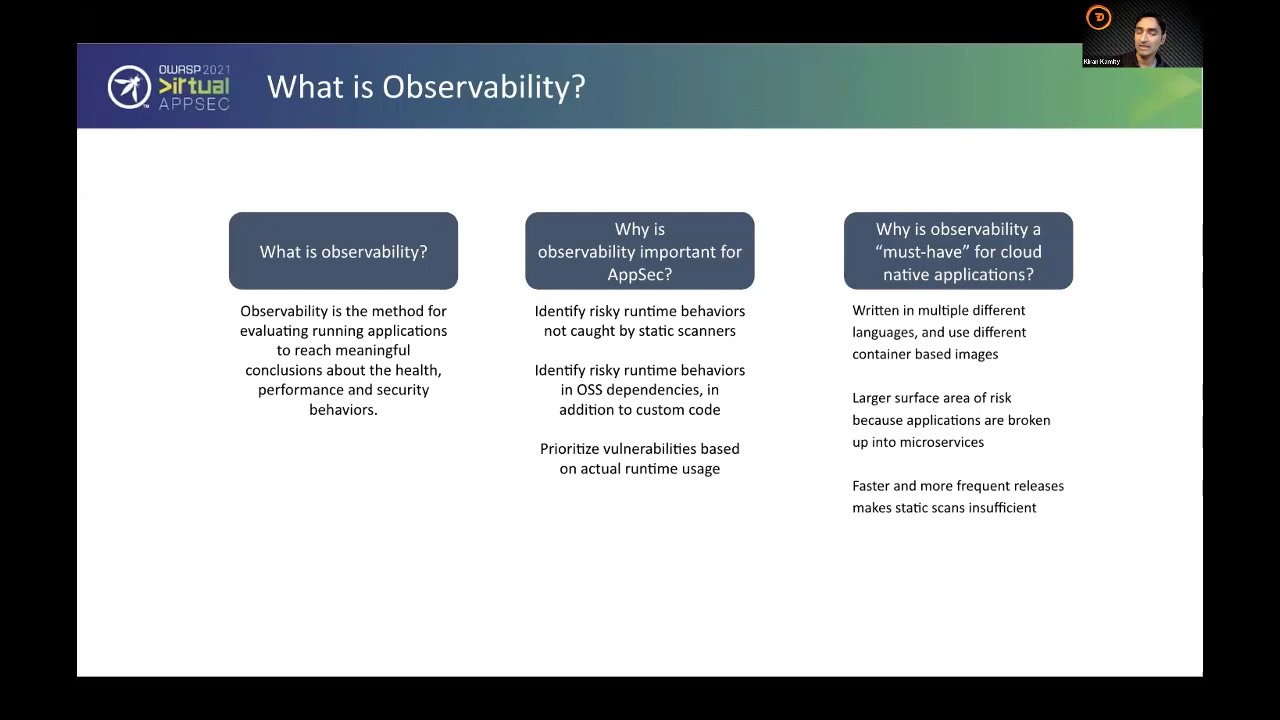 OWASP 2021
>irtual
APPSEC
What is Observability?
Kiran Kamity
What is observability?
Observability is the method for
evaluating running applications
to reach meaningful
conclusions about the health,
performance and security
behaviors.
Why is
observability important for
AppSec?
Identify risky runtime behaviors
not caught by static scanners
Identify risky runtime behaviors
in OSS dependencies, in
addition to custom code
Prioritize vulnerabilities based
on actual runtime usage
Why is observability a
“must-have” for cloud
native applications?
Written in multiple different
languages, and use different
container based images
Larger surface area of risk
because applications are broken
up into microservices
Faster and more frequent releases
makes static scans insufficient